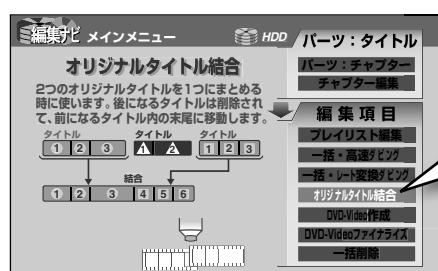 編集ナビ メインメニュー HDD
パーツ：タイトル
パーツ：チャプター
チャプター編集
オリジナルタイトル結合
2つのオリジナルタイトルを1つにまとめる
時に使います。後になるタイトルは削除され
て、前になるタイトル内の末尾に移動します。
タイトル タイトル タイトル
1 2 3 1 2 1 2 3
結合
1 2 3 4 5 6
編集項目
プレイリスト編集
一括・高速ダビング
一括・レート変換ダビング
オリジナルタイトル結合
DVD-Video作成
DVD-Videoファイナライズ
一括削除